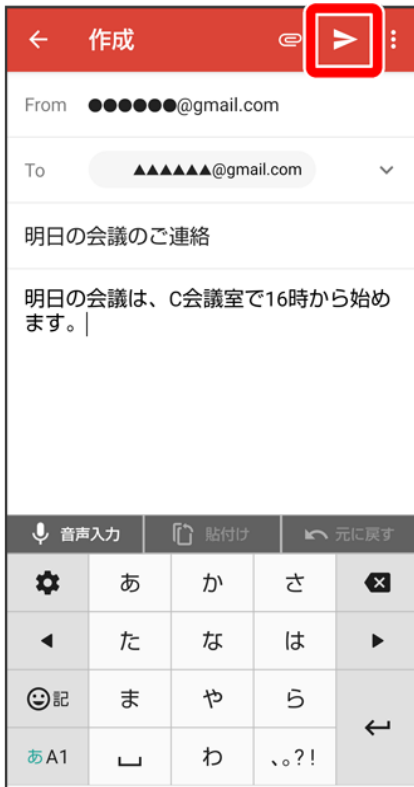 作成
From ●●●●●●@gmail.com
To ▲▲▲▲▲▲@gmail.com
明日の会議のご連絡
明日の会議は、C会議室で16時から始め
ます。
音声入力 貼付け 元に戻す
あ か さ
た な は
記 ま や ら
あA1 わ 、。?!